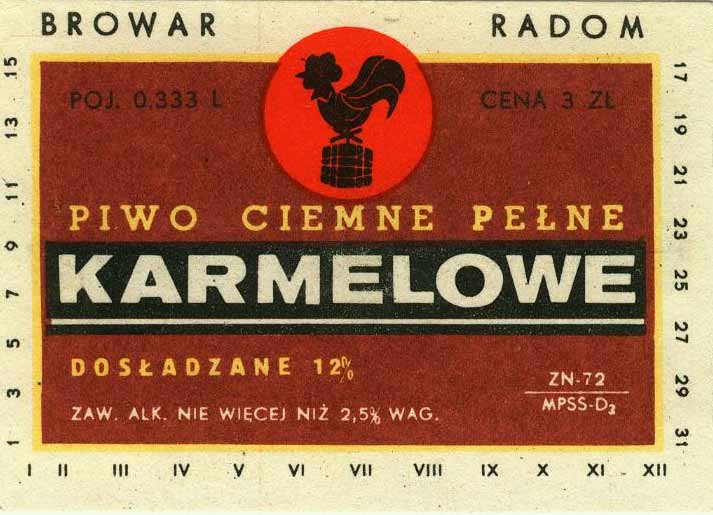 BROWAR RADOM
POJ. 0.333 L CENA 3 ZŁ
PIWO CIEMNE PEŁNE
KARMELOWE
DOSŁADZANE 12%
ZN-72
MPSS-D₂
ZAW. ALK. NIE WIĘCEJ NIŻ 2,5% WAG.
15
13
11
9
7
5
3
1
17
19
21
23
25
27
29
31
I II III IV V VI VII VIII IX X XI XII